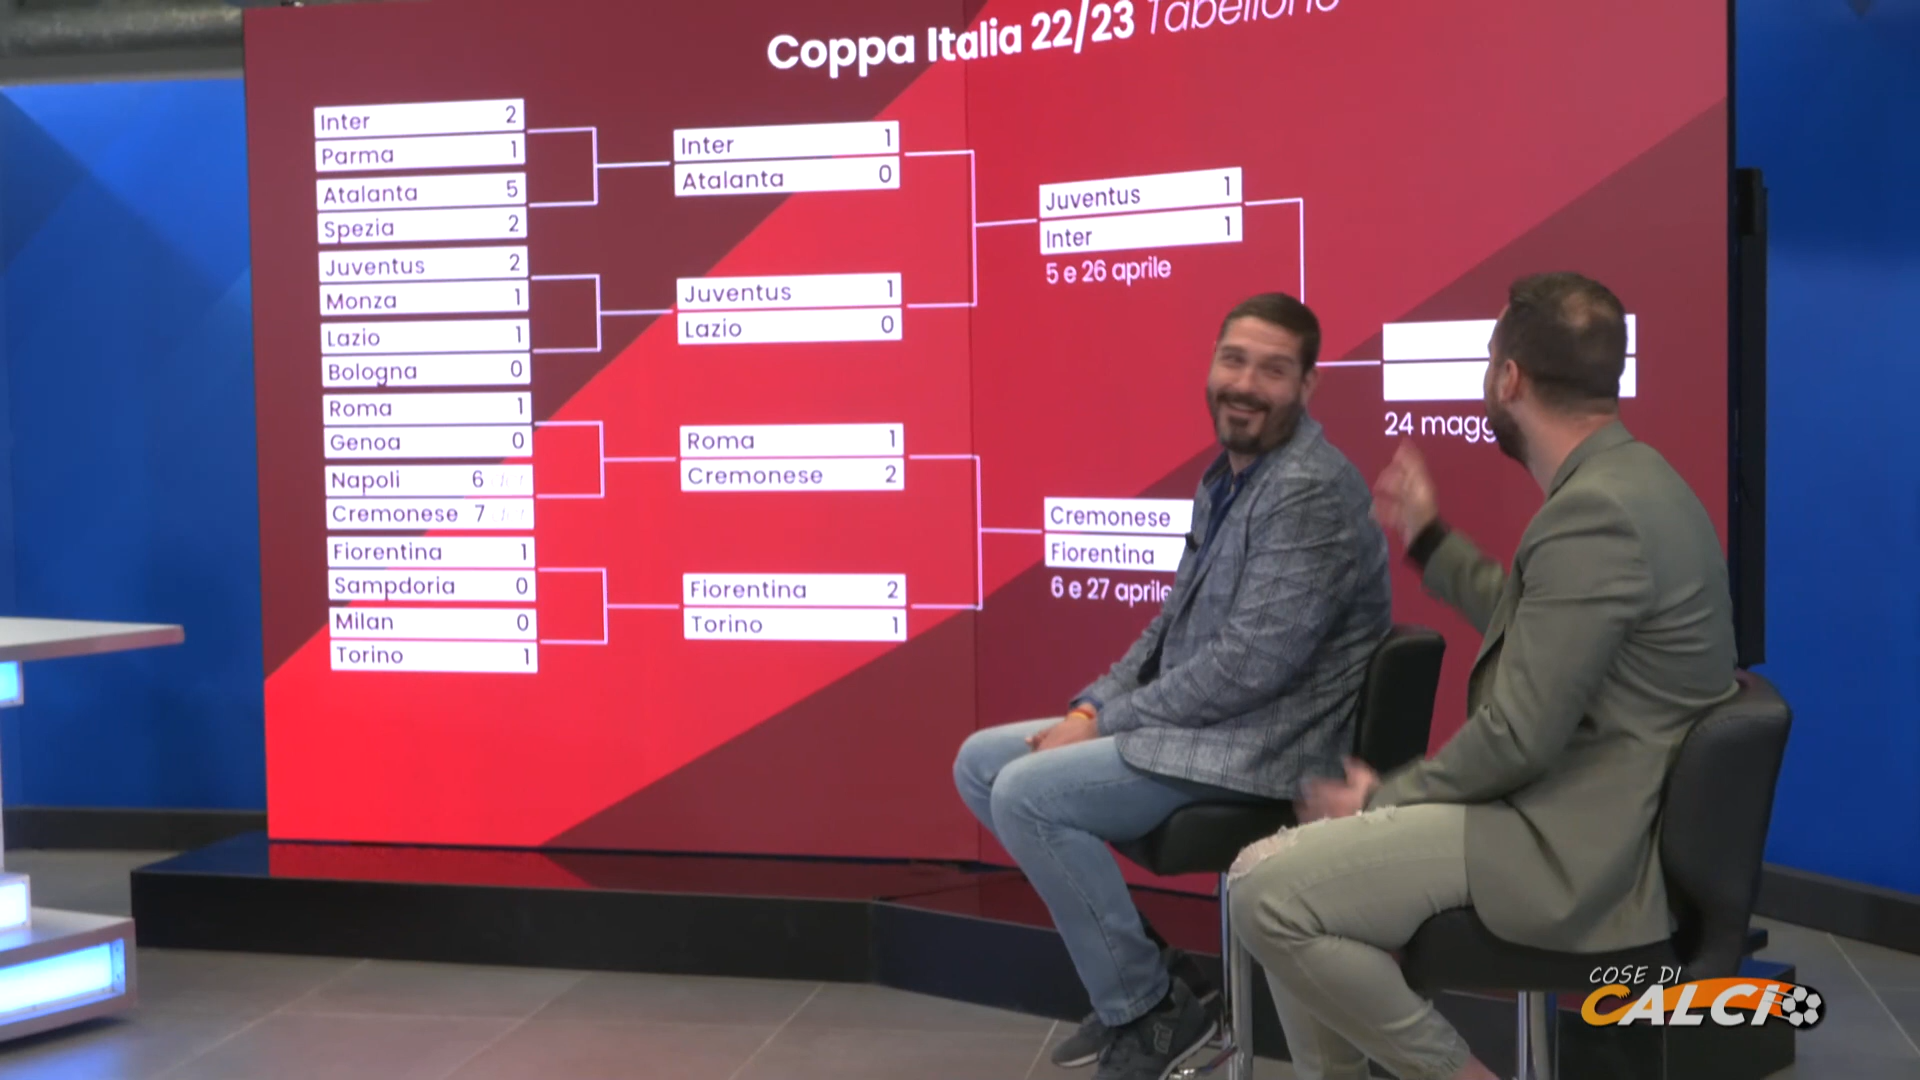 Coppa Italia 22/23 Tabellone
Inter 2
Parma 1
Atalanta 5
Spezia 2
Juventus 2
Monza 1
Lazio 1
Bologna 0
Roma 1
Genoa 0
Napoli 6
Cremonese 7
Fiorentina 1
Sampdoria 0
Milan 0
Torino 1
Inter 1
Atalanta 0
Juventus 1
Lazio 0
Roma 1
Cremonese 2
Fiorentina 2
Torino 1
Juventus 1
Inter 1
5 e 26 aprile
Cremonese
Fiorentina
6 e 27 aprile
24 magg
COSE DI
CALCIO